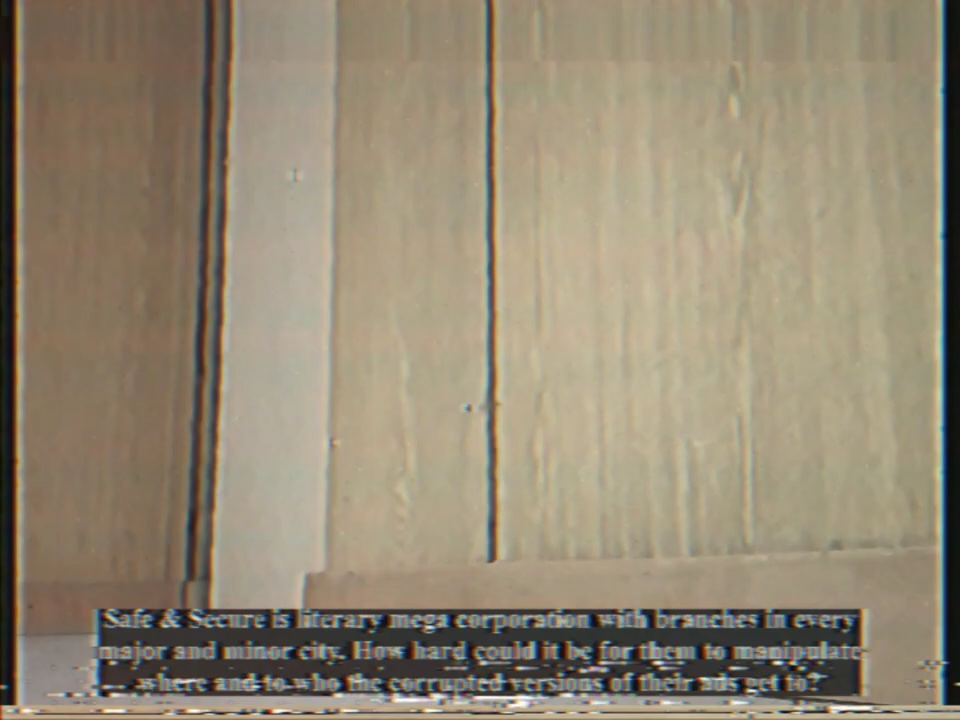 Safe & Secure is literary mega corporation with branches in every
major and minor city. How hard could it be for them to manipulate
where and to who the corrupted versions of their ads get to?